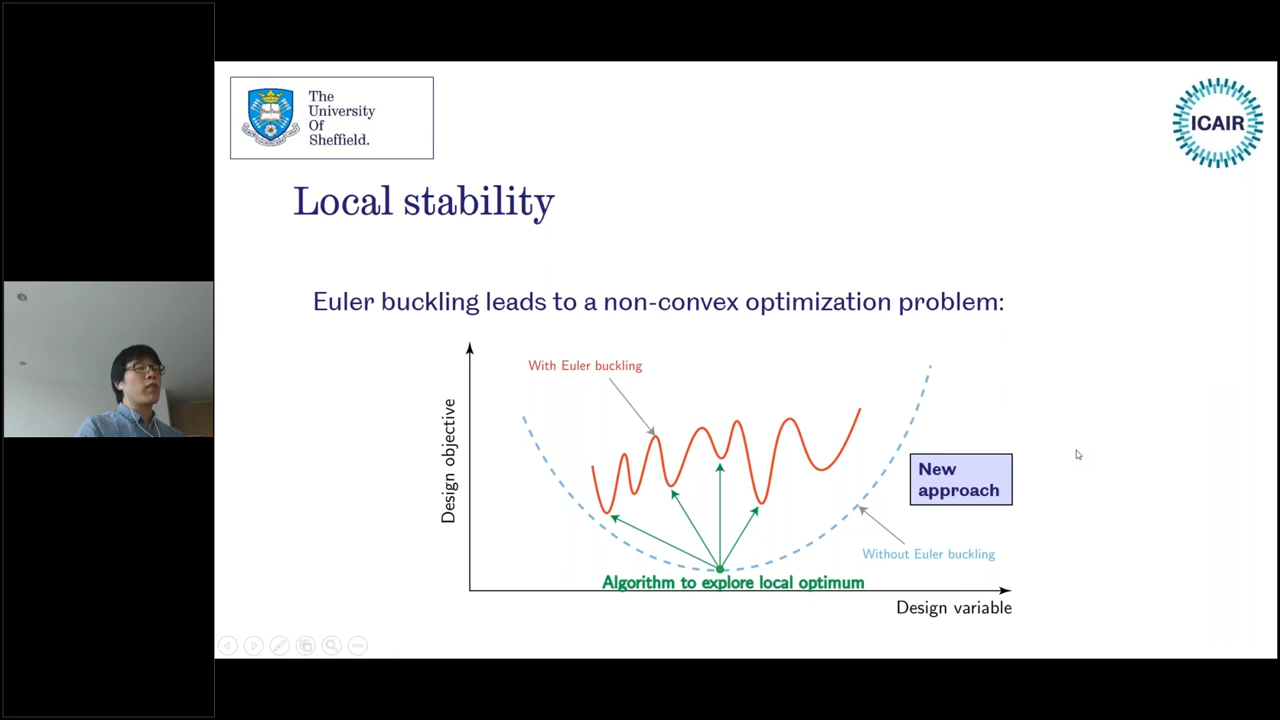 The
University
Of
Sheffield.
ICAIR
Local stability
Euler buckling leads to a non-convex optimization problem:
With Euler buckling
Design objective
New
approach
Without Euler buckling
Algorithm to explore local optimum
Design variable